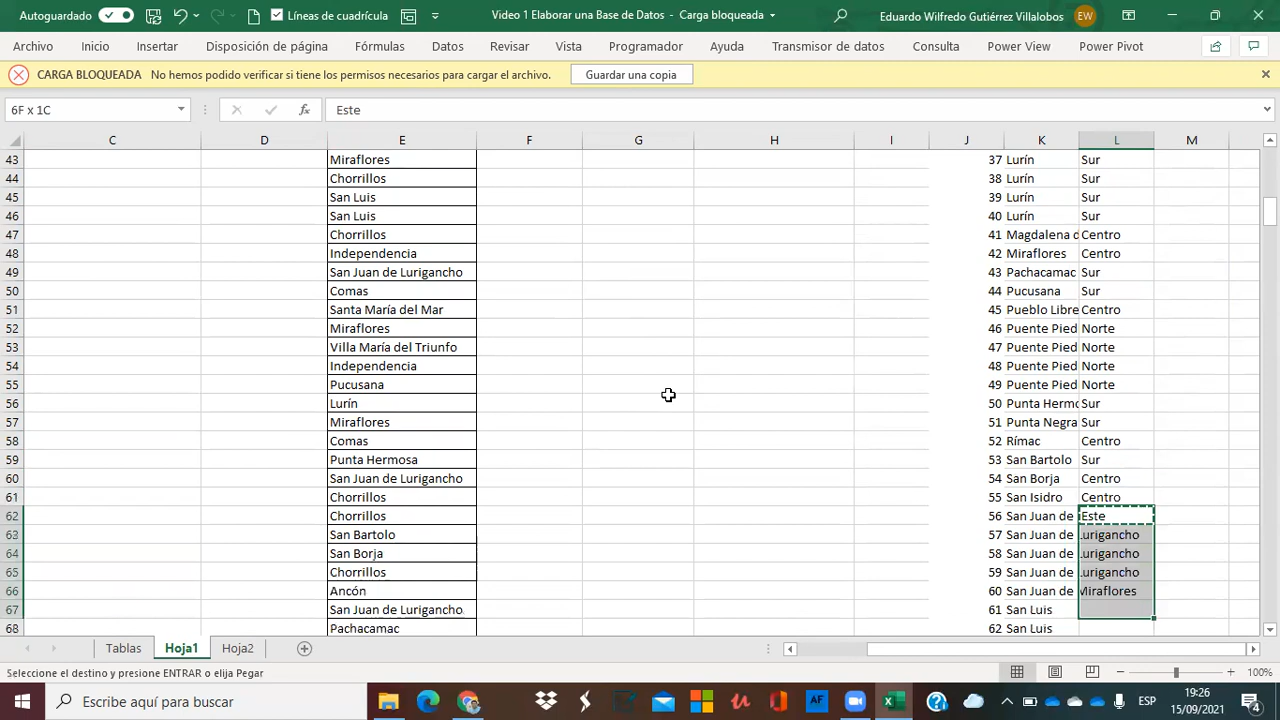 Autoguardado Líneas de cuadrícula Video 1 Elaborar una Base de Datos - Carga bloqueada Eduardo Wilfredo Gutiérrez Villalobos EW
Archivo Inicio Insertar Disposición de página Fórmulas Datos Revisar Vista Programador Ayuda Transmisor de datos Consulta Power View Power Pivot
CARGA BLOQUEADA No hemos podido verificar si tiene los permisos necesarios para cargar el archivo. Guardar una copia
6F x 1C fx Este
C D E F G H I J K L M
43 Miraflores 37 Lurín Sur
44 Chorrillos 38 Lurín Sur
45 San Luis 39 Lurín Sur
46 San Luis 40 Lurín Sur
47 Chorrillos 41 Magdalena d Centro
48 Independencia 42 Miraflores Centro
49 San Juan de Lurigancho 43 Pachacamac Sur
50 Comas 44 Pucusana Sur
51 Santa María del Mar 45 Pueblo Libre Centro
52 Miraflores 46 Puente Pied Norte
53 Villa María del Triunfo 47 Puente Pied Norte
54 Independencia 48 Puente Pied Norte
55 Pucusana 49 Puente Pied Norte
56 Lurín 50 Punta Hermo Sur
57 Miraflores 51 Punta Negra Sur
58 Comas 52 Rímac Centro
59 Punta Hermosa 53 San Bartolo Sur
60 San Juan de Lurigancho 54 San Borja Centro
61 Chorrillos 55 San Isidro Centro
62 Chorrillos 56 San Juan de Este
63 San Bartolo 57 San Juan de Lurigancho
64 San Borja 58 San Juan de Lurigancho
65 Chorrillos 59 San Juan de Lurigancho
66 Ancón 60 San Juan de Miraflores
67 San Juan de Lurigancho 61 San Luis
68 Pachacamac 62 San Luis
Tablas Hoja1 Hoja2
Seleccione el destino y presione ENTRAR o elija Pegar 100%
Escribe aquí para buscar AF ESP 19:26
15/09/2021 4